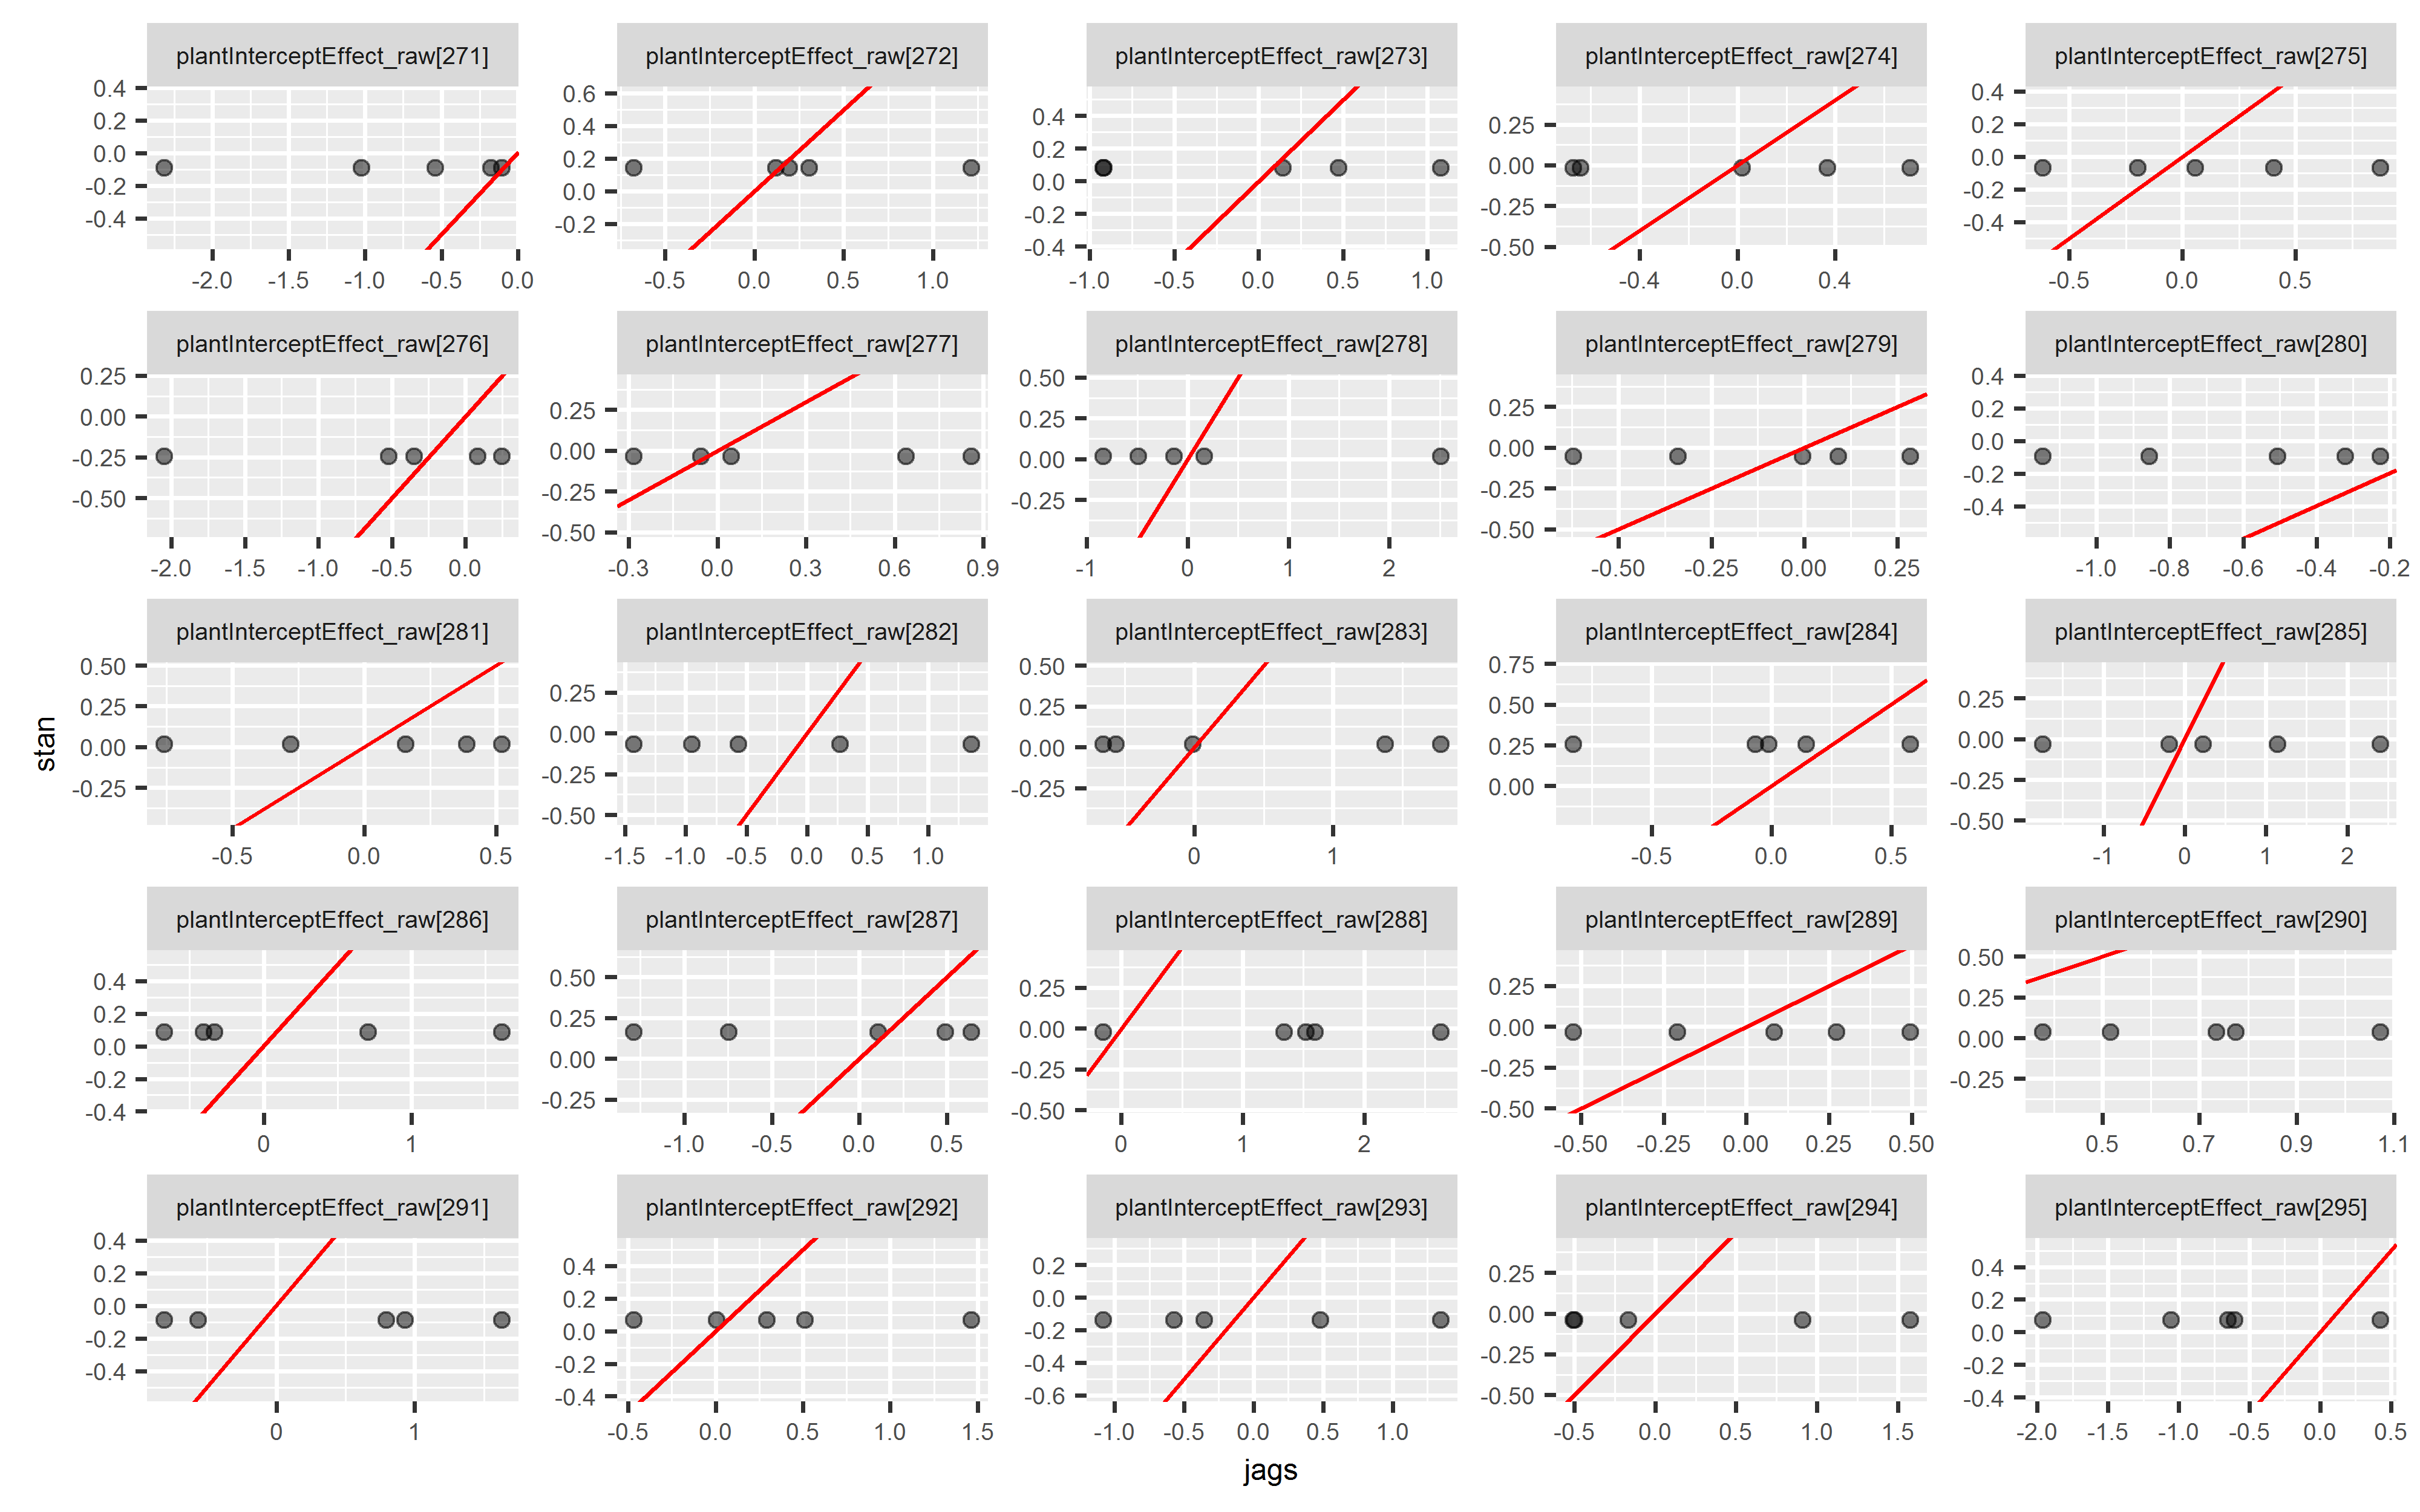 plantInterceptEffect_raw[271]
0.4
0.2
0.0
-0.2
-0.4
-2.0 -1.5 -1.0 -0.5 0.0
plantInterceptEffect_raw[272]
0.6
0.4
0.2
0.0
-0.2
-0.5 0.0 0.5 1.0
plantInterceptEffect_raw[273]
0.4
0.2
0.0
-0.2
-0.4
-1.0 -0.5 0.0 0.5 1.0
plantInterceptEffect_raw[274]
0.25
0.00
-0.25
-0.50
-0.4 0.0 0.4
plantInterceptEffect_raw[275]
0.4
0.2
0.0
-0.2
-0.4
-0.5 0.0 0.5
plantInterceptEffect_raw[276]
0.25
0.00
-0.25
-0.50
-2.0 -1.5 -1.0 -0.5 0.0
plantInterceptEffect_raw[277]
0.25
0.00
-0.25
-0.50
-0.3 0.0 0.3 0.6 0.9
plantInterceptEffect_raw[278]
0.50
0.25
0.00
-0.25
-1 0 1 2
plantInterceptEffect_raw[279]
0.25
0.00
-0.25
-0.50
-0.50 -0.25 0.00 0.25
plantInterceptEffect_raw[280]
0.4
0.2
0.0
-0.2
-0.4
-1.0 -0.8 -0.6 -0.4 -0.2
plantInterceptEffect_raw[281]
0.50
0.25
0.00
-0.25
-0.5 0.0 0.5
plantInterceptEffect_raw[282]
0.25
0.00
-0.25
-0.50
-1.5 -1.0 -0.5 0.0 0.5 1.0
plantInterceptEffect_raw[283]
0.50
0.25
0.00
-0.25
0 1
plantInterceptEffect_raw[284]
0.75
0.50
0.25
0.00
-0.5 0.0 0.5
plantInterceptEffect_raw[285]
0.25
0.00
-0.25
-0.50
-1 0 1 2
stan
plantInterceptEffect_raw[286]
0.4
0.2
0.0
-0.2
-0.4
0 1
plantInterceptEffect_raw[287]
0.50
0.25
0.00
-0.25
-1.0 -0.5 0.0 0.5
plantInterceptEffect_raw[288]
0.25
0.00
-0.25
-0.50
0 1 2
plantInterceptEffect_raw[289]
0.25
0.00
-0.25
-0.50
-0.50 -0.25 0.00 0.25 0.50
plantInterceptEffect_raw[290]
0.50
0.25
0.00
-0.25
0.5 0.7 0.9 1.1
plantInterceptEffect_raw[291]
0.4
0.2
0.0
-0.2
-0.4
0 1
plantInterceptEffect_raw[292]
0.4
0.2
0.0
-0.2
-0.4
-0.5 0.0 0.5 1.0 1.5
plantInterceptEffect_raw[293]
0.2
0.0
-0.2
-0.4
-0.6
-1.0 -0.5 0.0 0.5 1.0
plantInterceptEffect_raw[294]
0.25
0.00
-0.25
-0.50
-0.5 0.0 0.5 1.0 1.5
plantInterceptEffect_raw[295]
0.4
0.2
0.0
-0.2
-0.4
-2.0 -1.5 -1.0 -0.5 0.0 0.5
jags